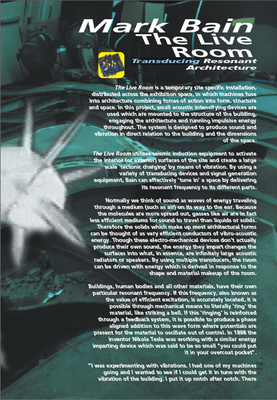 Mark Bain
The Live
Room
Transducing Resonant
Architecture
The Live Room is a temporary site specific installation,
distributed across the exhibition space, in which machines fuse
into architecture combining forces of action into form, structure
and space. In this project, small acoustic intensifying devices are
used which are mounted to the structure of the building,
engaging the architecture and running impulsive energy
throughout. The system is designed to produce sound and
vibration in direct relation to the building and the dimensions
of the space.
The Live Room utilizes seismic induction equipment to activate
the interior (or exterior) surfaces of the site and create a large
scale 'tectonic charging' by means of vibration. By using a
variety of transducing devices and signal generation
equipment, Bain can effectively 'tune in' a space by delivering
its resonant frequency to its different parts.
Normally we think of sound as waves of energy traveling
through a medium (such as air) on its way to the ear. Because
the molecules are more spread out, gasses like air are in fact
less efficient mediums for sound to travel than liquids or solids.
Therefore the solids which make up most architectural forms
can be thought of as very efficient conductors of vibro-acoustic
energy. Though these electro-mechanical devices don't actually
produce their own sound, the energy they impart changes the
surfaces into what, in essence, are infinitely large acoustic
radiators or speakers. By using multiple transducers, the room
can be driven with energy which is derived in response to the
shape and material makeup of the room.
Buildings, human bodies and all other materials, have their own
particular resonant frequency. If this frequency, also known as
the value of efficient excitation, is accurately located, it is
possible through mechanical means to literally 'ring' the
material, like striking a bell. If this 'ringing' is reinforced
through a feedback system, it is possible to produce a phase
aligned addition to this wave form where potentials are
present for the material to oscillate out of control. In 1898 the
inventor Nikola Tesla was working with a similar energy
imparting device which was said to be so small "you could put
it in your overcoat pocket".
"I was experimenting with vibrations. I had one of my machines
going and I wanted to see if I could get it in tune with the
vibration of the building. I put it up notch after notch. There